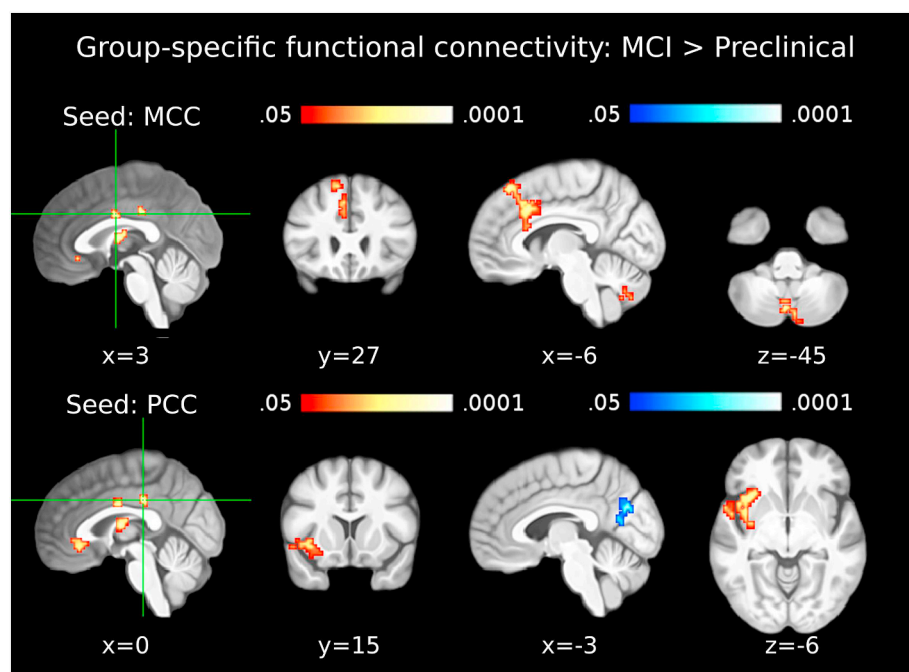 Group-specific functional connectivity: MCI > Preclinical
Seed: MCC
.05 .0001 .05 .0001
x=3 y=27 x=-6 z=-45
Seed: PCC
.05 .0001 .05 .0001
x=0 y=15 x=-3 z=-6